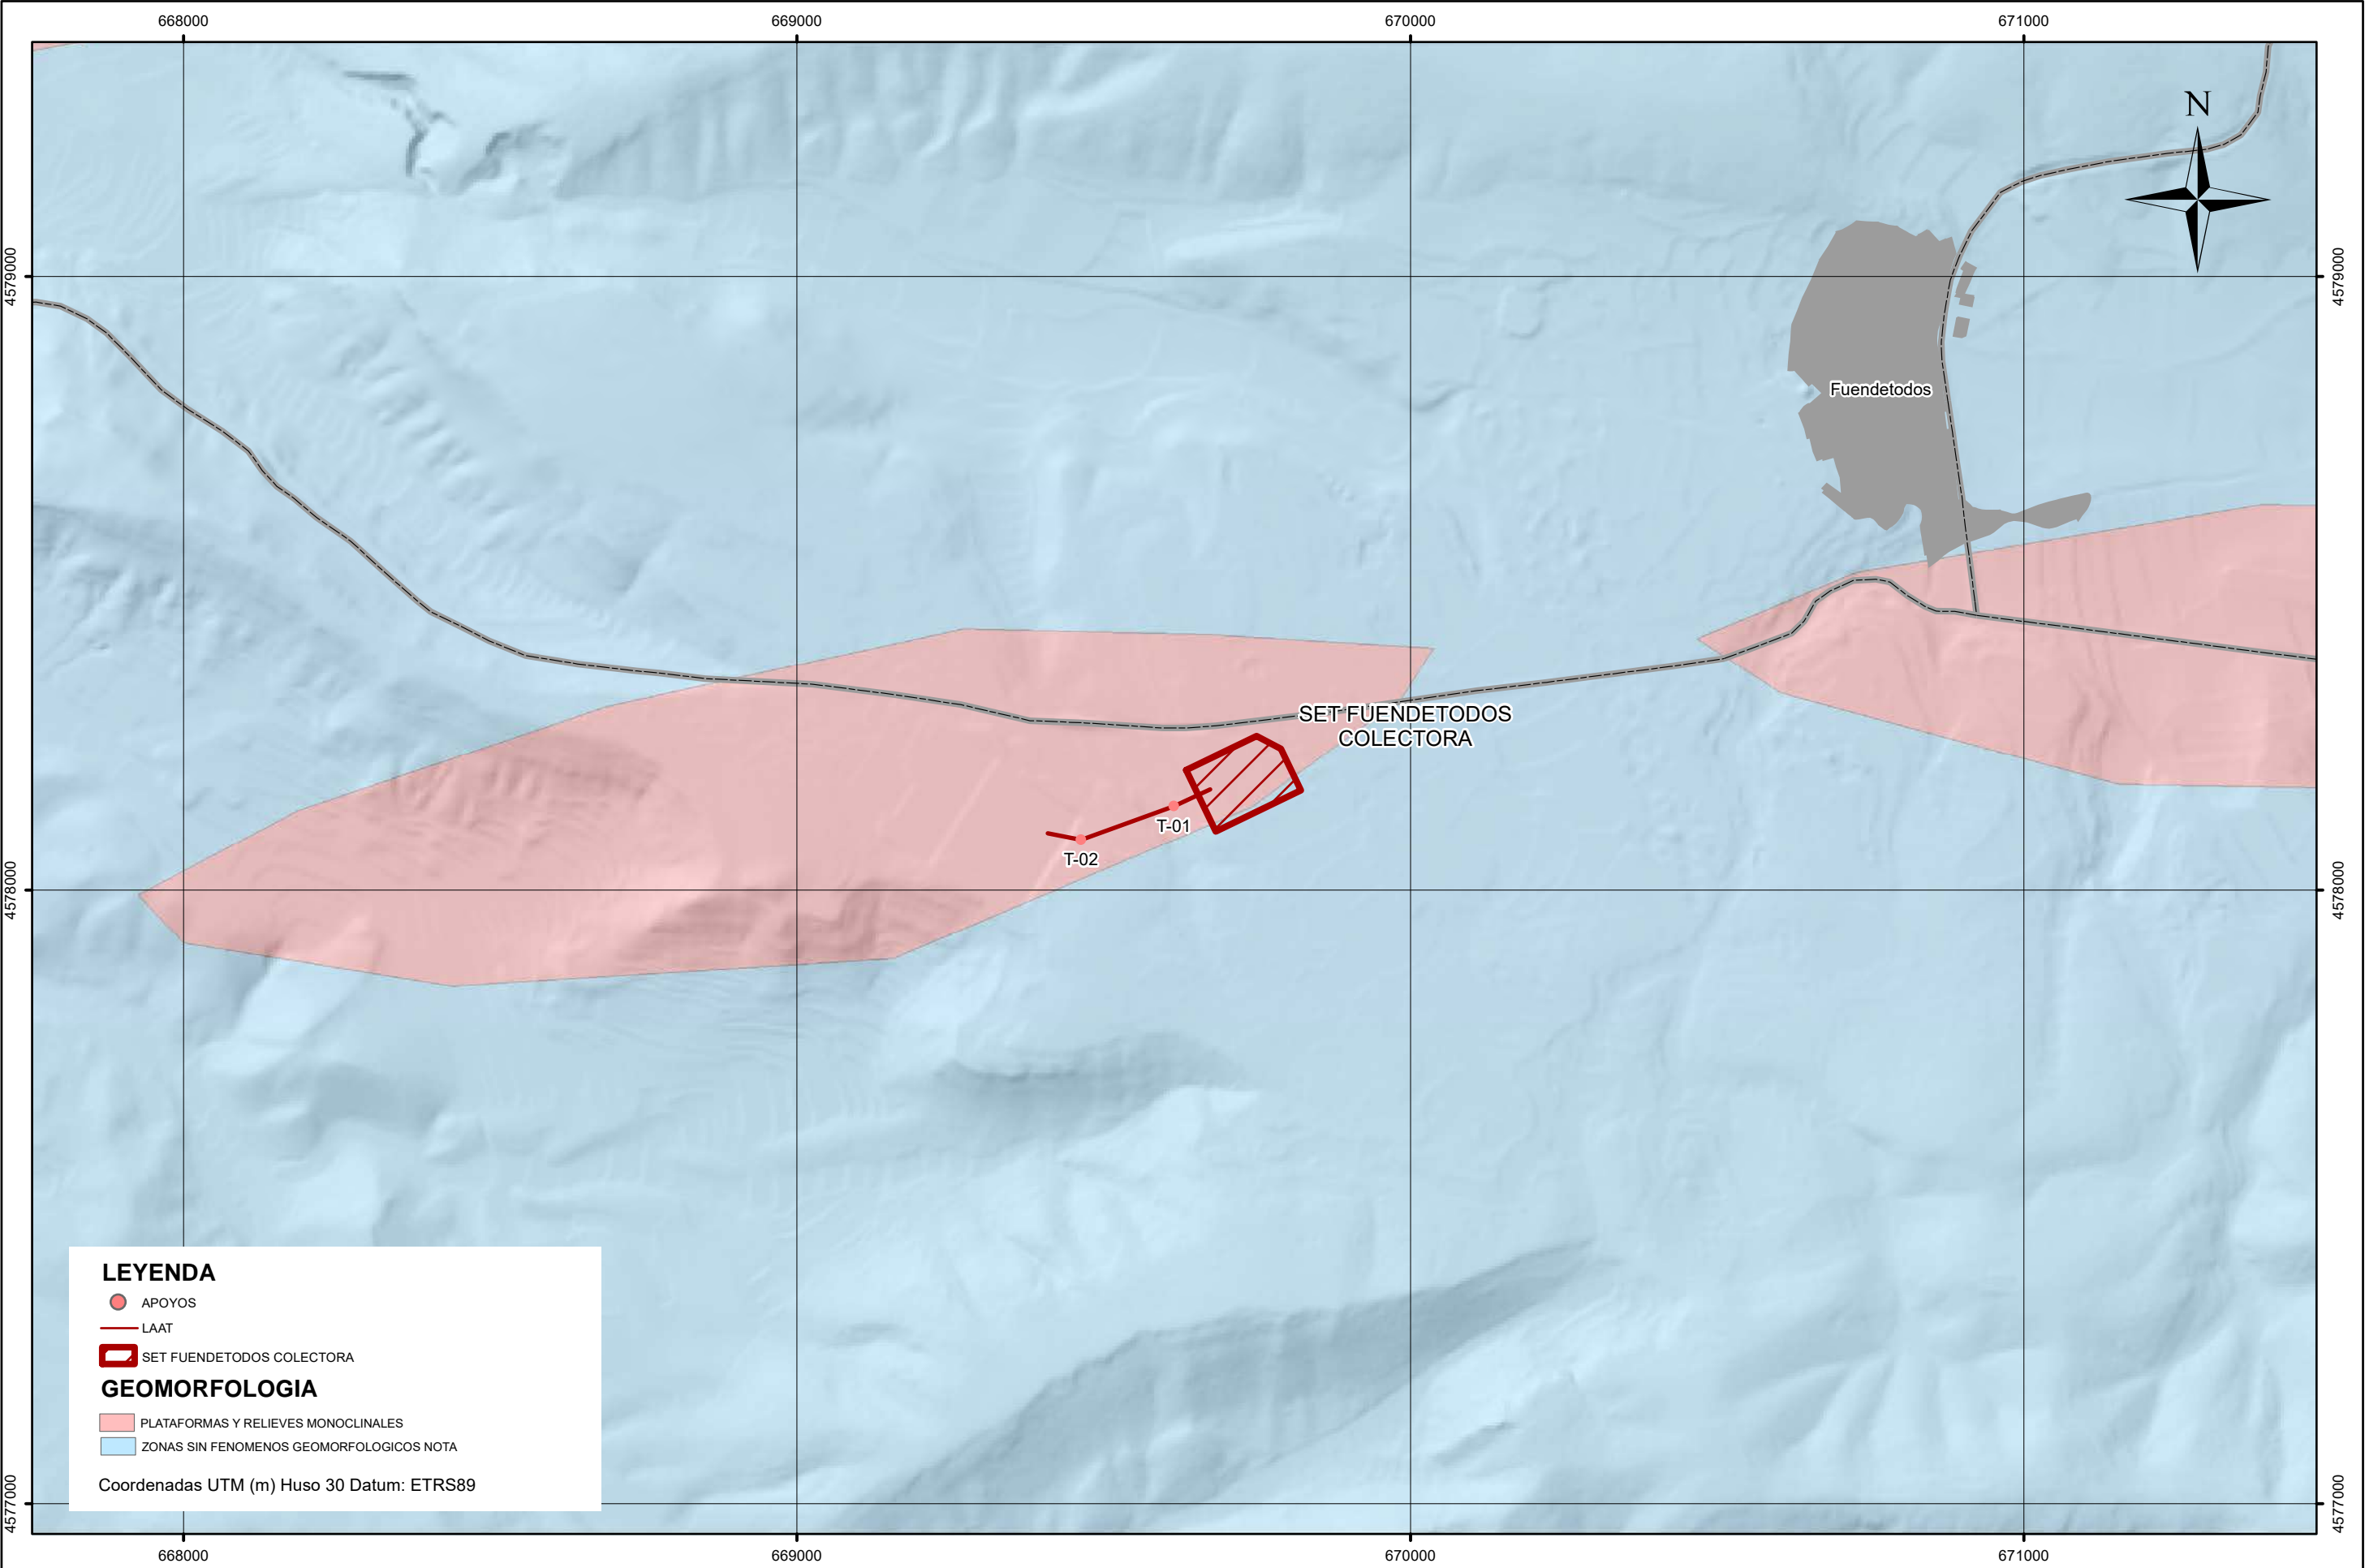 668000
669000
670000
671000
N
4579000
4579000
Fuendetodos
SET FUENDETODOS
COLECTORA
T-01
T-02
4578000
4578000
LEYENDA
APOYOS
LAAT
SET FUENDETODOS COLECTORA
GEOMORFOLOGIA
PLATAFORMAS Y RELIEVES MONOCLINALES
ZONAS SIN FENOMENOS GEOMORFOLOGICOS NOTA
Coordenadas UTM (m) Huso 30 Datum: ETRS89
4577000
4577000
668000
669000
670000
671000